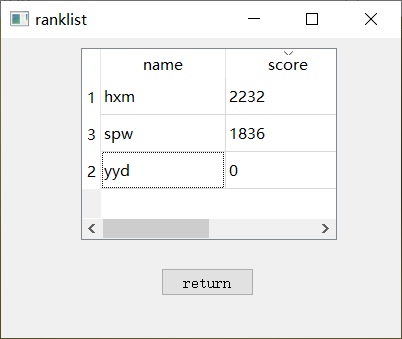 ranklist
name score
1 hxm 2232
3 spw 1836
2 yyd 0
return